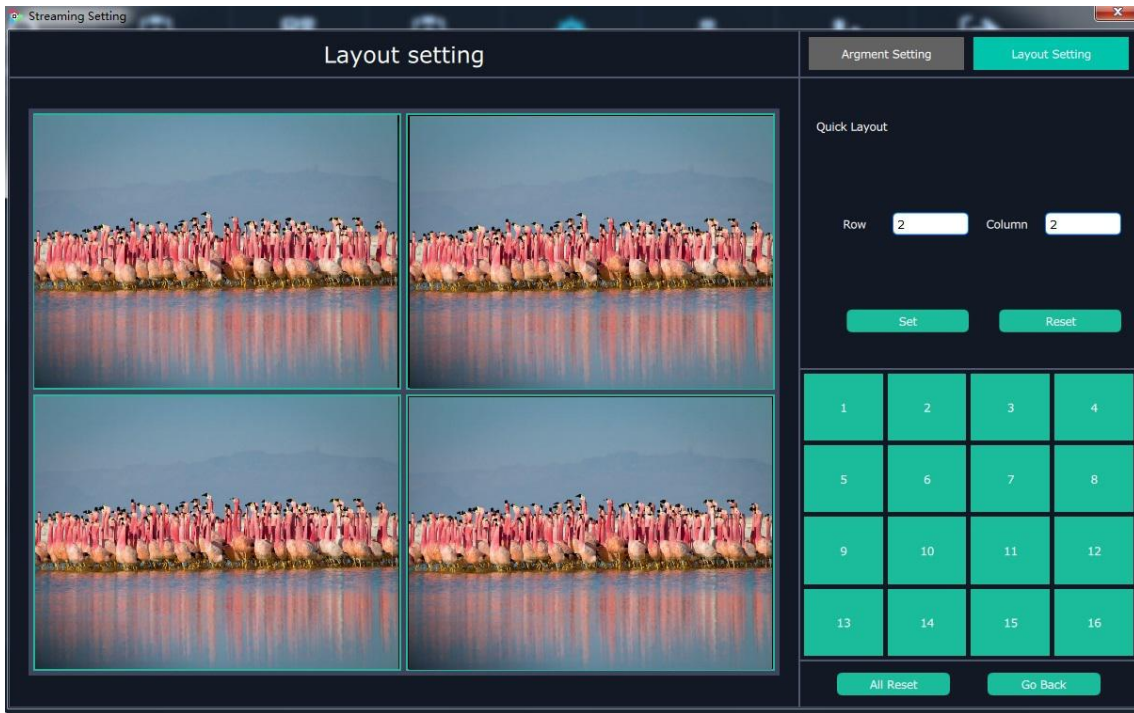 Streaming Setting
Layout setting
Argment Setting
Layout Setting
Quick Layout
Row 2 Column 2
Set Reset
1 2 3 4
5 6 7 8
9 10 11 12
13 14 15 16
All Reset Go Back